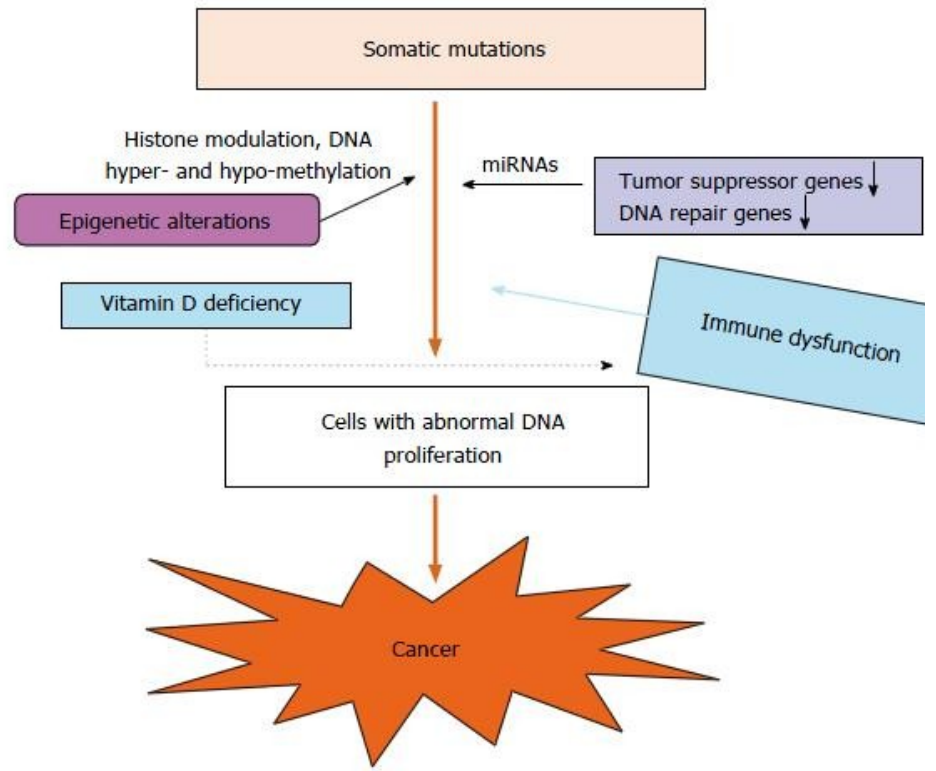 Somatic mutations
Histone modulation, DNA
hyper- and hypo-methylation
miRNAs
Tumor suppressor genes
DNA repair genes
Epigenetic alterations
Vitamin D deficiency
Immune dysfunction
Cells with abnormal DNA
proliferation
Cancer